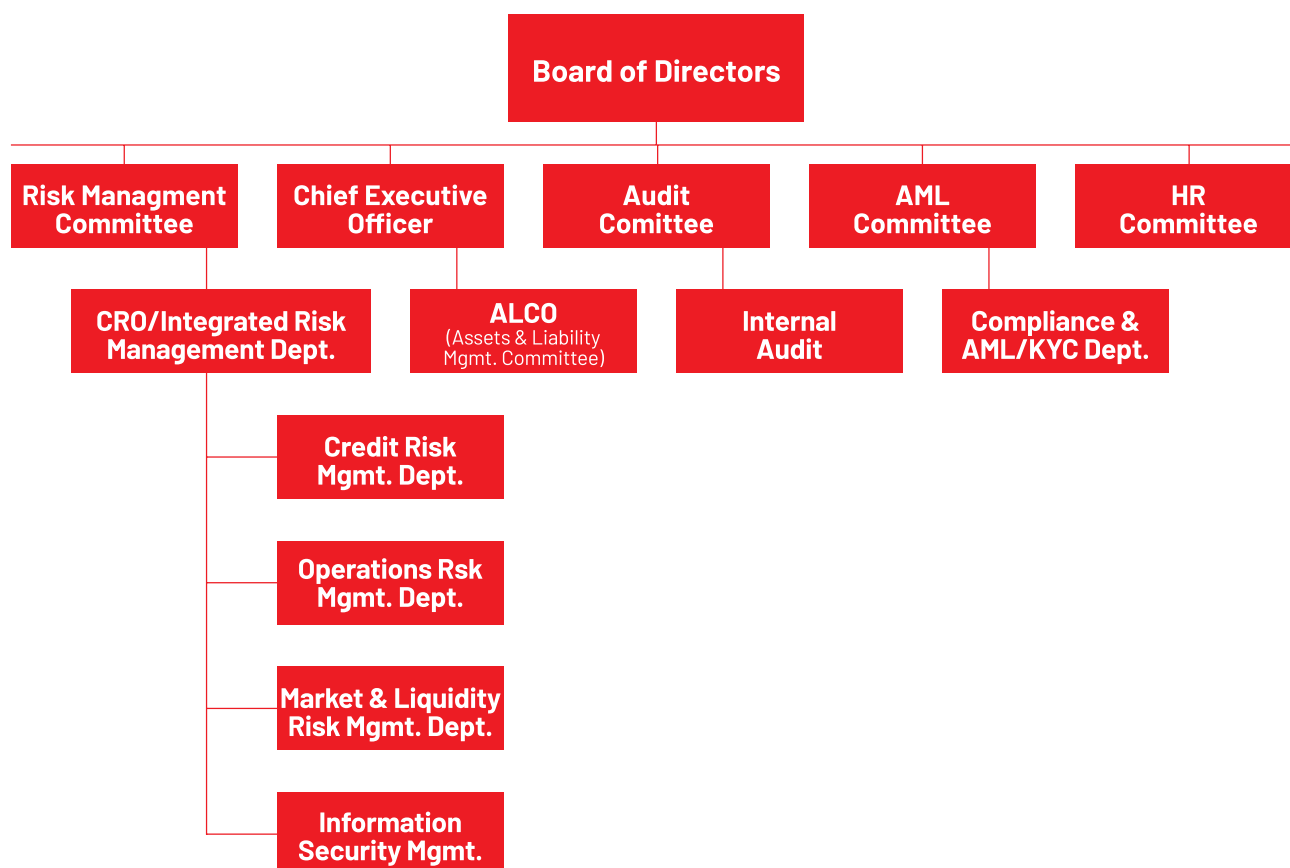 Board of Directors
Risk Managment
Committee
Chief Executive
Officer
Audit
Comittee
AML
Committee
HR
Committee
CRO/Integrated Risk
Management Dept.
ALCO
(Assets & Liability
Mgmt. Committee)
Internal
Audit
Compliance &
AML/KYC Dept.
Credit Risk
Mgmt. Dept.
Operations Rsk
Mgmt. Dept.
Market & Liquidity
Risk Mgmt. Dept.
Information
Security Mgmt.